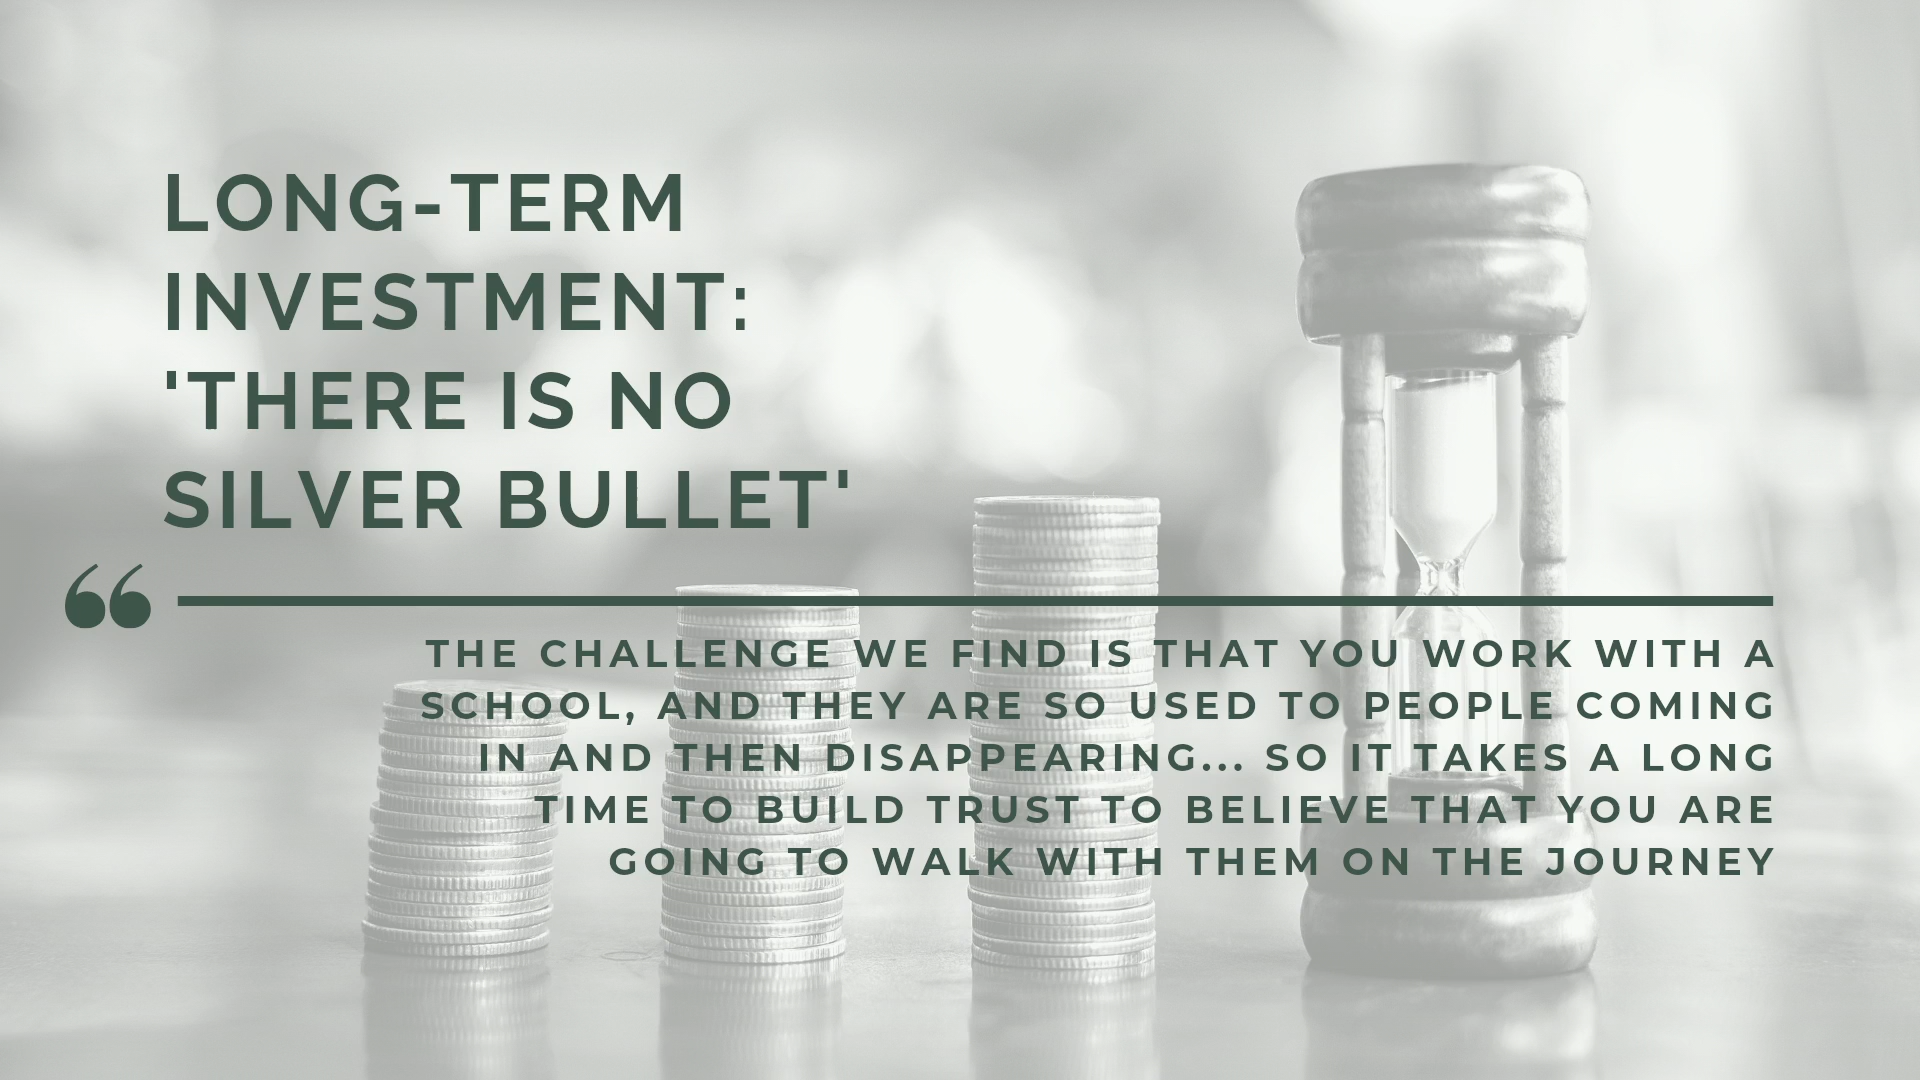 LONG-TERM
INVESTMENT:
'THERE IS NO
SILVER BULLET'
“
THE CHALLENGE WE FIND IS THAT YOU WORK WITH A
SCHOOL, AND THEY ARE SO USED TO PEOPLE COMING
IN AND THEN DISAPPEARING... SO IT TAKES A LONG
TIME TO BUILD TRUST TO BELIEVE THAT YOU ARE
GOING TO WALK WITH THEM ON THE JOURNEY